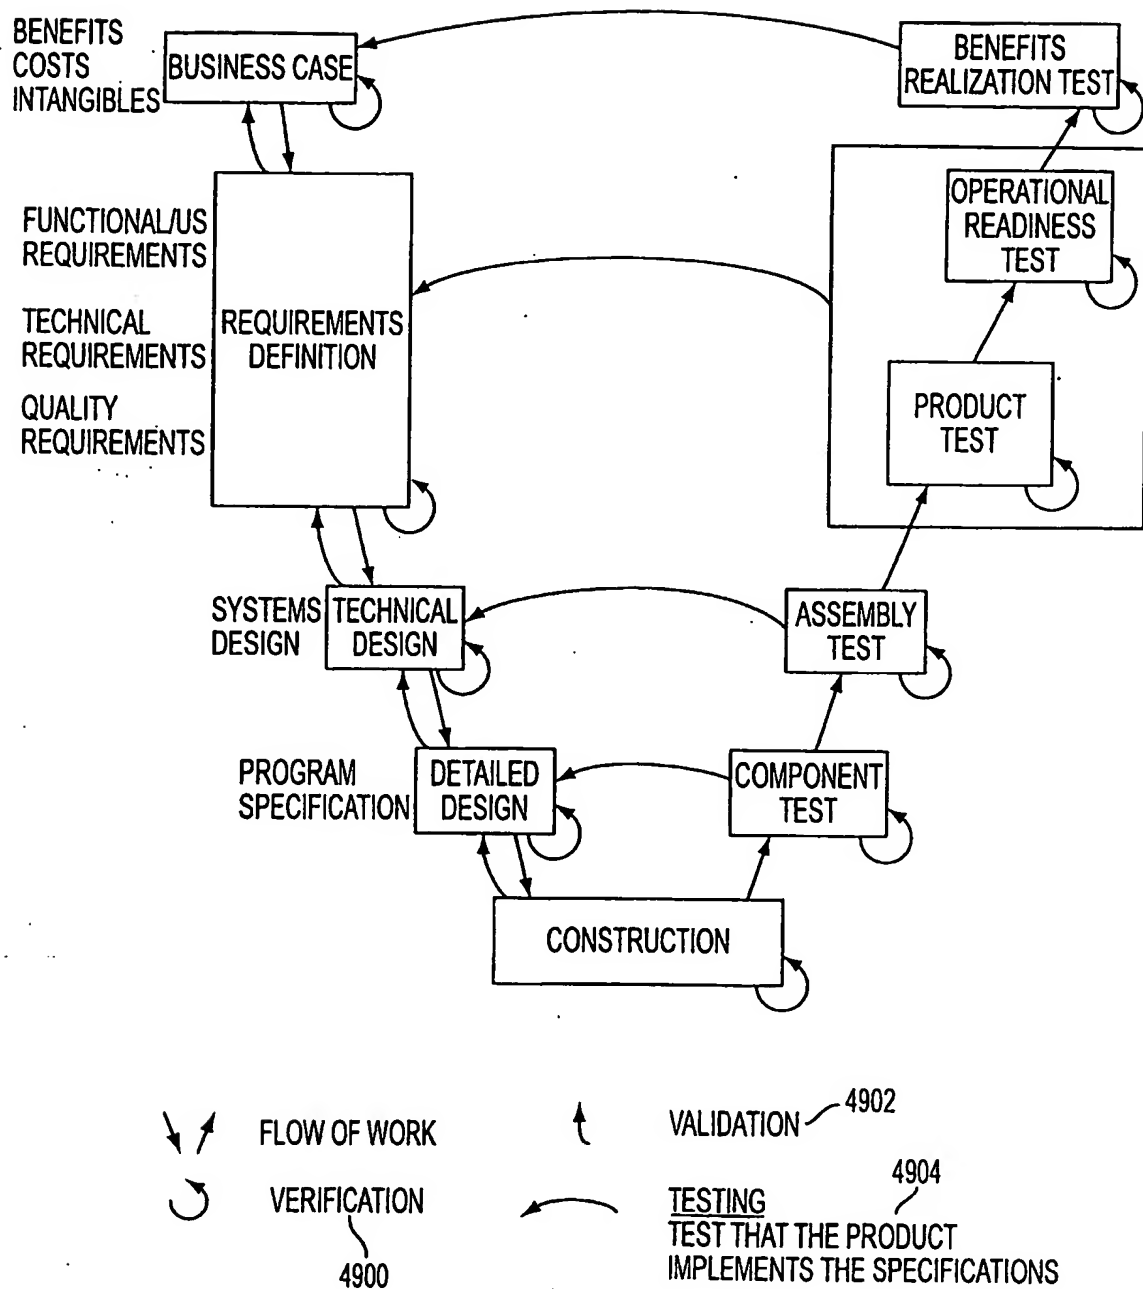 BENEFITS
COSTS
INTANGIBLES
BUSINESS CASE
BENEFITS
REALIZATION TEST
FUNCTIONAL/US
REQUIREMENTS
TECHNICAL
REQUIREMENTS
QUALITY
REQUIREMENTS
REQUIREMENTS
DEFINITION
OPERATIONAL
READINESS
TEST
PRODUCT
TEST
SYSTEMS
DESIGN
TECHNICAL
DESIGN
ASSEMBLY
TEST
PROGRAM
SPECIFICATION
DETAILED
DESIGN
COMPONENT
TEST
CONSTRUCTION
FLOW OF WORK
VALIDATION
4902
VERIFICATION
4900
4904
TESTING
TEST THAT THE PRODUCT
IMPLEMENTS THE SPECIFICATIONS